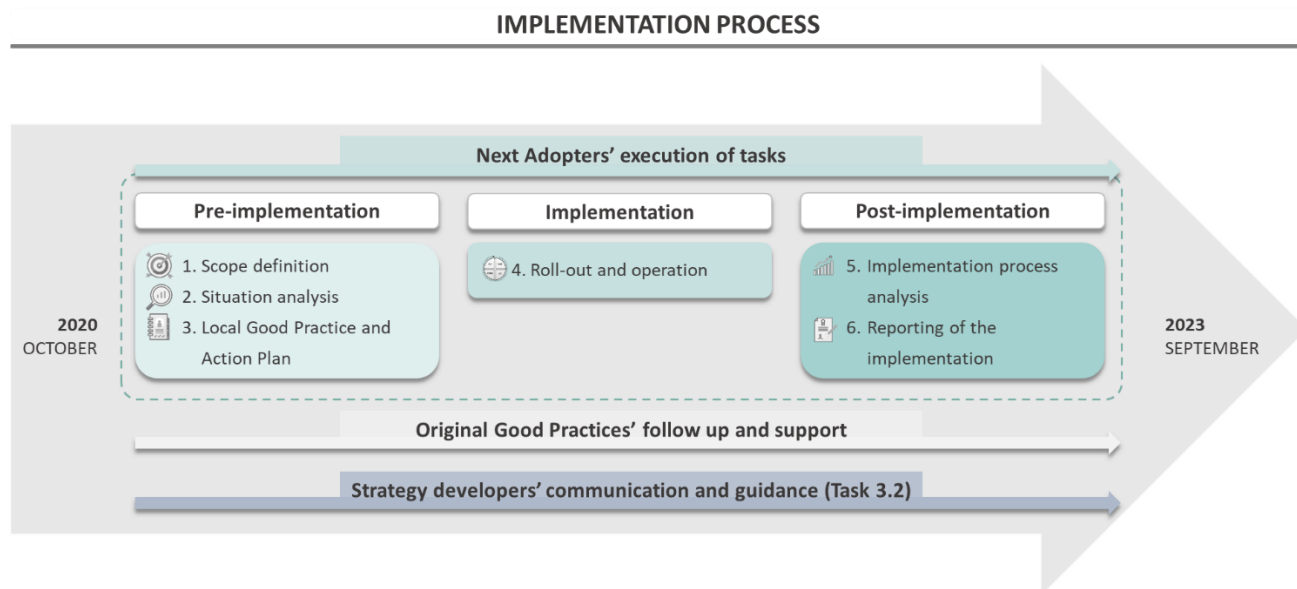 IMPLEMENTATION PROCESS
Next Adopters’ execution of tasks
Pre-implementation
1. Scope definition
2. Situation analysis
3. Local Good Practice and
Action Plan
Implementation
4. Roll-out and operation
Post-implementation
5. Implementation process
analysis
6. Reporting of the
implementation
2020
OCTOBER
2023
SEPTEMBER
Original Good Practices’ follow up and support
Strategy developers’ communication and guidance (Task 3.2)